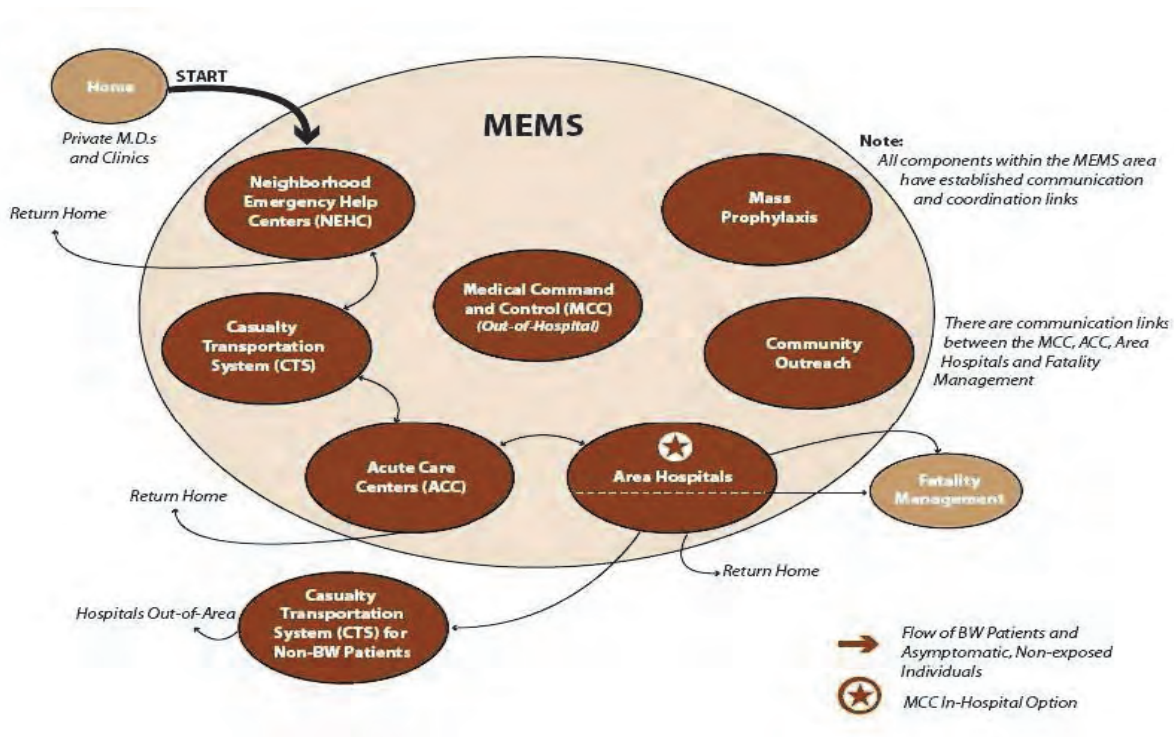 Home
START
Private M.D.s
and Clinics
MEMS
Note:
All components within the MEMS area
have established communication
and coordination links
Neighborhood
Emergency Help
Centers (NEHC)
Return Home
Mass
Prophylaxis
Medical Command
and Control (MCC)
(Out-of-Hospital)
Casualty
Transportation
System (CTS)
Community
Outreach
There are communication links
between the MCC, ACC, Area
Hospitals and Fatality
Management
Acute Care
Centers (ACC)
Area Hospitals
Fatality
Management
Return Home
Return Home
Hospitals Out-of-Area
Casualty
Transportation
System (CTS) for
Non-BW Patients
Flow of BW Patients and
Asymptomatic, Non-exposed
Individuals
MCC In-Hospital Option